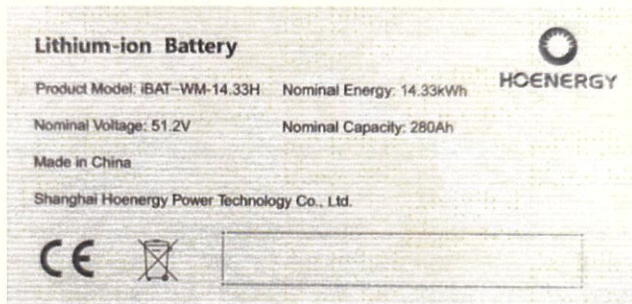 Lithium-ion Battery
HOENERGY
Product Model: iBAT-WM-14.33H Nominal Energy: 14.33kWh
Nominal Voltage: 51.2V Nominal Capacity: 280Ah
Made in China
Shanghai Hoenergy Power Technology Co., Ltd.
CE